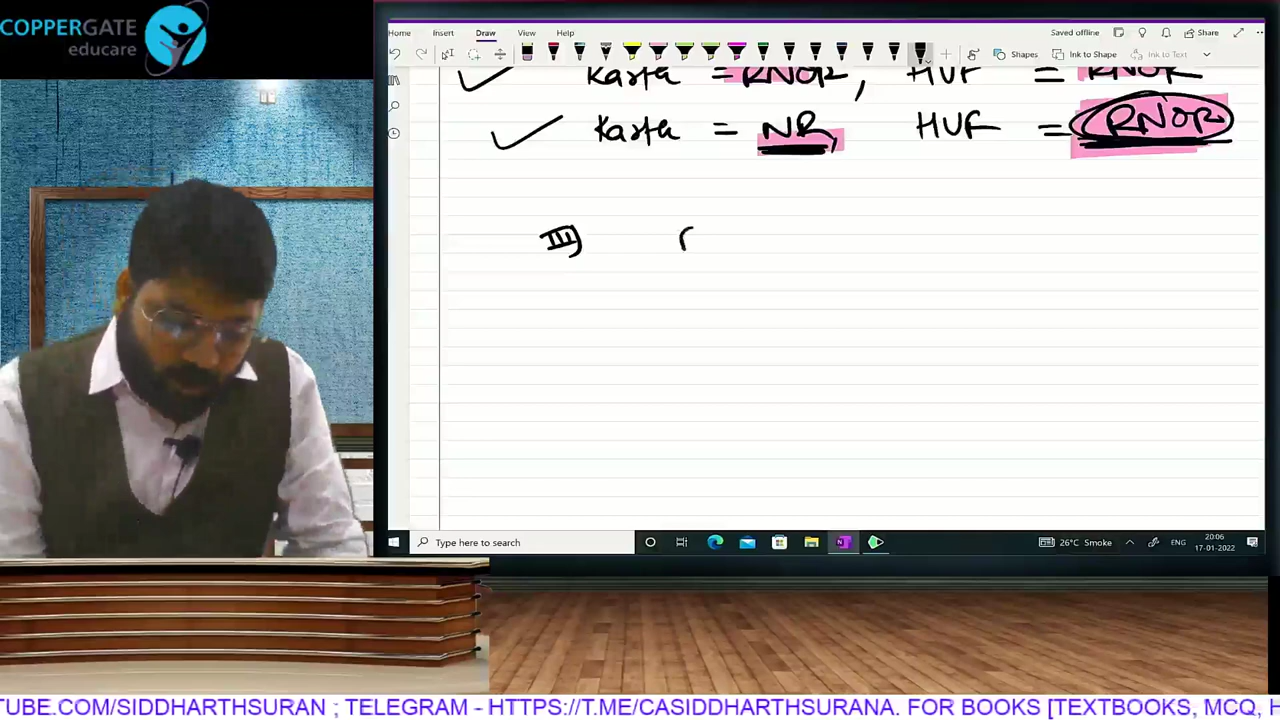 COPPERGATE
educare
Home Insert Draw View Help
Saved offline
Share
Shapes
Ink to Shape
Ink to Text
Karta = RNOR, HUF = RNOR
Karta = NR, HUF = RNOR
III)
Type here to search
26°C Smoke
ENG
20:06
17-01-2022
TUBE.COM/SIDDHARTHSURAN ; TELEGRAM - HTTPS://T.ME/CASIDDHARTHSURANA. FOR BOOKS [TEXTBOOKS, MCQ, H